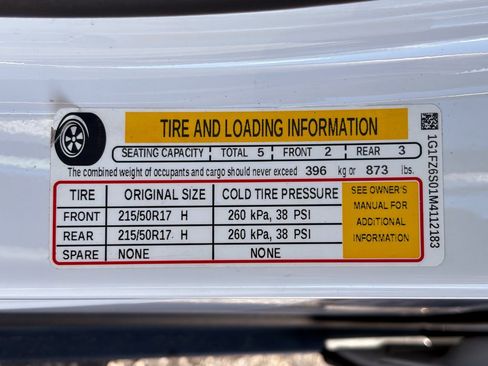 TIRE AND LOADING INFORMATION
SEATING CAPACITY TOTAL 5 FRONT 2 REAR 3
The combined weight of occupants and cargo should never exceed 396 kg or 873 lbs.
TIRE ORIGINAL SIZE COLD TIRE PRESSURE
FRONT 215/50R17 H 260 kPa, 38 PSI
REAR 215/50R17 H 260 kPa, 38 PSI
SPARE NONE NONE
SEE OWNER'S
MANUAL FOR
ADDITIONAL
INFORMATION
1G1FZ6S01M4112183